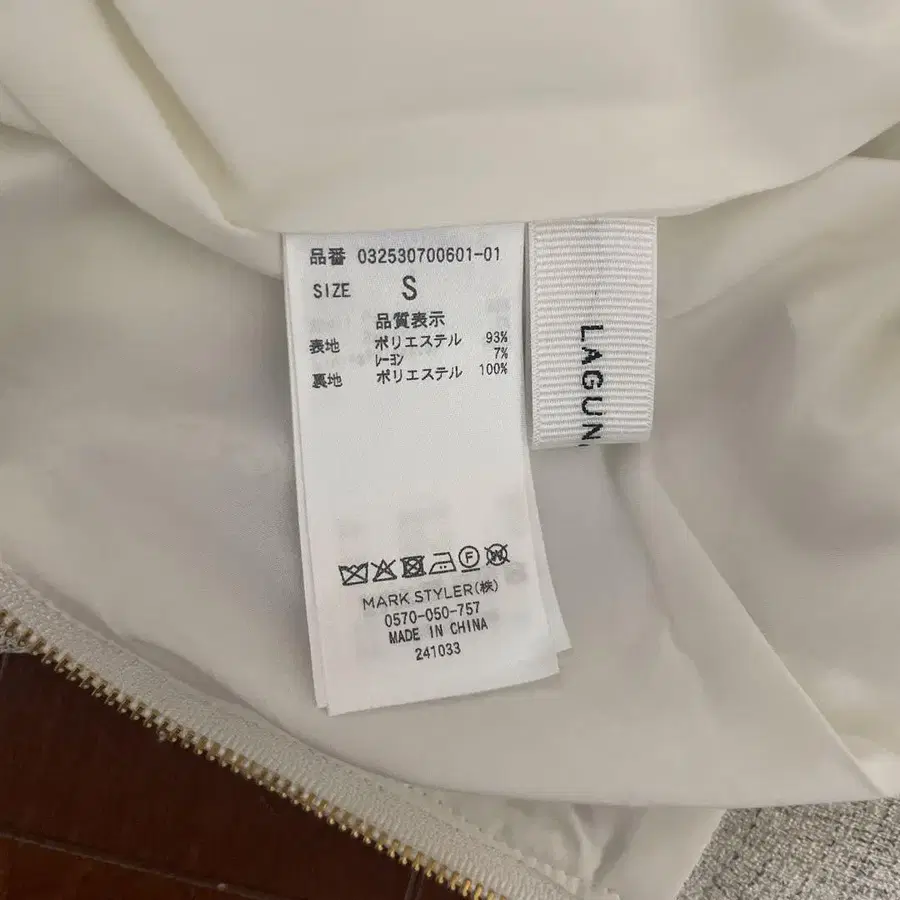 品番 032530700601-01
SIZE S
品質表示
表地 ポリエステル 93%
レーヨン 7%
裏地 ポリエステル 100%
MARK STYLER(株)
0570-050-757
MADE IN CHINA
241033
LAGUN